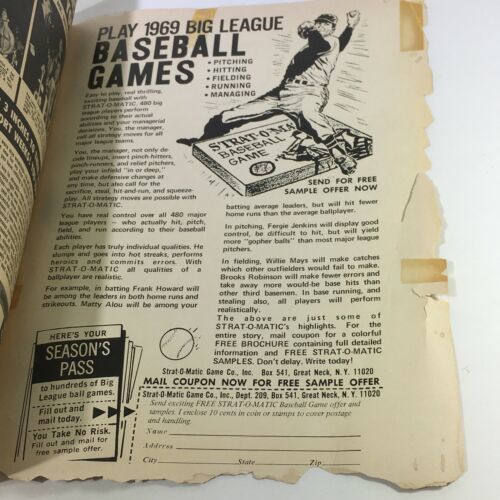 PLAY 1969 BIG LEAGUE
BASEBALL
GAMES
• PITCHING
• HITTING
• FIELDING
• RUNNING
• MANAGING
Easy to play, real thrilling,
exciting baseball with
STRAT-O-MATIC. 480 big
league players perform
according to their actual
abilities and your managerial
decisions. You, the manager,
call all strategy moves for all
major league teams.
You, the manager, not only de-
cide lineups, insert pinch-hitters,
pinch-runners, and relief pitchers,
play your infield "in or deep,"
and make defensive changes at
any time, but also call for the
sacrifice, steal, hit-and-run, and squeeze-
play. All strategy moves are possible with
STRAT-O-MATIC.
You have real control over all 480 major
league players — who actually hit, pitch,
field, and run according to their baseball
abilities.
Each player has truly individual qualities. He
slumps and goes into hot streaks, performs
heroics and commits errors. With
STRAT-O-MATIC all qualities of a
ballplayer are realistic.
For example, in batting Frank Howard will
be among the leaders in both home runs and
strikeouts. Matty Alou will be among your
STRAT-O-MA
BASEBALL
GAME
SEND FOR FREE
SAMPLE OFFER NOW
batting average leaders, but will hit fewer
home runs than the average ballplayer.
In pitching, Fergie Jenkins will display good
control, be difficult to hit, but will yield
more "gopher balls" than most major league
pitchers.
In fielding, Willie Mays will make catches
which other outfielders would fail to make.
Brooks Robinson will make fewer errors and
take away more would-be base hits than
other third basemen. In base running, and
stealing also, all players will perform
realistically.
The above are just some of
STRAT-O-MATIC's highlights. For the
entire story, mail coupon for a colorful
FREE BROCHURE containing full detailed
information and FREE STRAT-O-MATIC
SAMPLES. Don't delay. Write today!
Strat-O-Matic Game Co., Inc. Box 541, Great Neck, N.Y. 11020
HERE'S YOUR
SEASON'S
PASS
to hundreds of Big
League ball games.
Fill out and
mail today.
You Take No Risk.
Fill out and mail for
free sample offer.
MAIL COUPON NOW FOR FREE SAMPLE OFFER
Strat-O-Matic Game Co., Inc., Dept. 209, Box 541, Great Neck, N. Y. 11020
Send exciting FREE STRAT-O-MATIC Baseball Game offer and
samples. I enclose 10 cents in coin or stamps to cover postage
and handling.
Name
Address
City State Zip